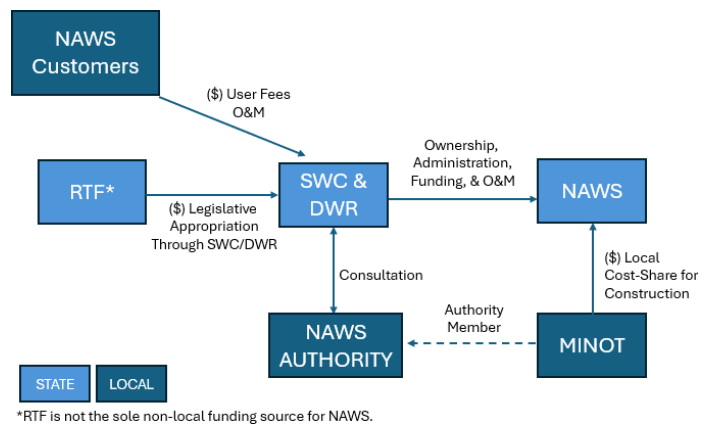 NAWS
Customers
($) User Fees
O&M
Ownership,
Administration,
Funding, & O&M
RTF*
SWC &
DWR
NAWS
($) Legislative
Appropriation
Through SWC/DWR
Consultation
($) Local
Cost-Share for
Construction
NAWS
AUTHORITY
Authority
Member
MINOT
STATE
LOCAL
*RTF is not the sole non-local funding source for NAWS.